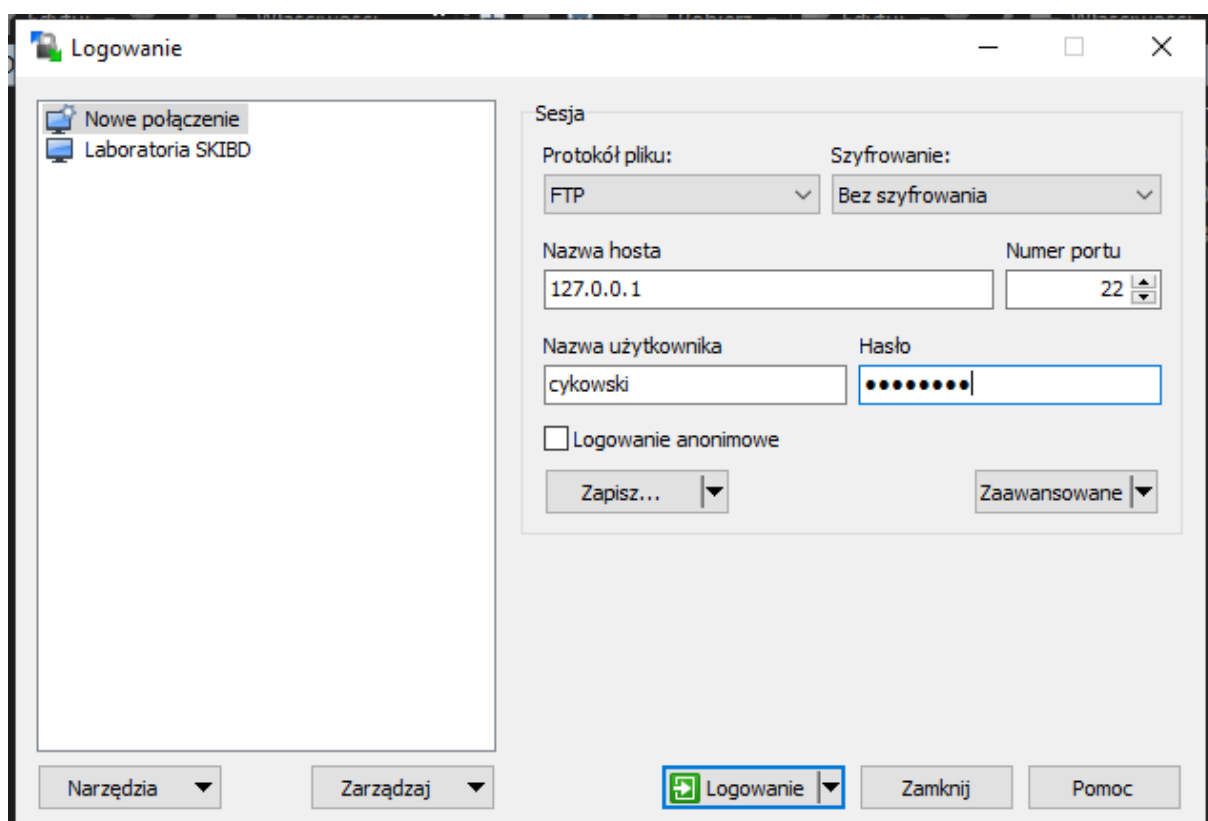 Logowanie
Nowe połączenie
Laboratoria SKIBD
Sesja
Protokół pliku: Szyfrowanie:
FTP Bez szyfrowania
Nazwa hosta Numer portu
127.0.0.1 22
Nazwa użytkownika Hasło
cykowski ●●●●●●●●
Logowanie anonimowe
Zapisz... Zaawansowane
Narzędzia Zarządzaj Logowanie Zamknij Pomoc